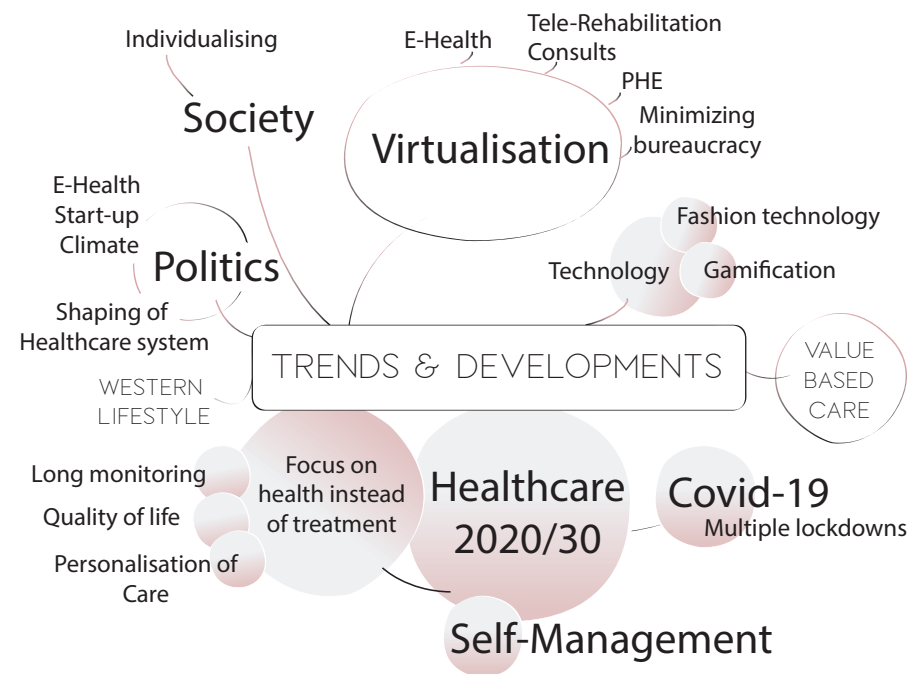 Individualising
Society
E-Health
Tele-Rehabilitation
Consults
PHE
Minimizing
bureaucracy
Virtualisation
E-Health
Start-up
Climate
Politics
Shaping of
Healthcare system
Fashion technology
Technology
Gamification
TRENDS & DEVELOPMENTS
VALUE
BASED
CARE
WESTERN
LIFESTYLE
Long monitoring
Quality of life
Personalisation of
Care
Focus on
health instead
of treatment
Healthcare
2020/30
Covid-19
Multiple lockdowns
Self-Management